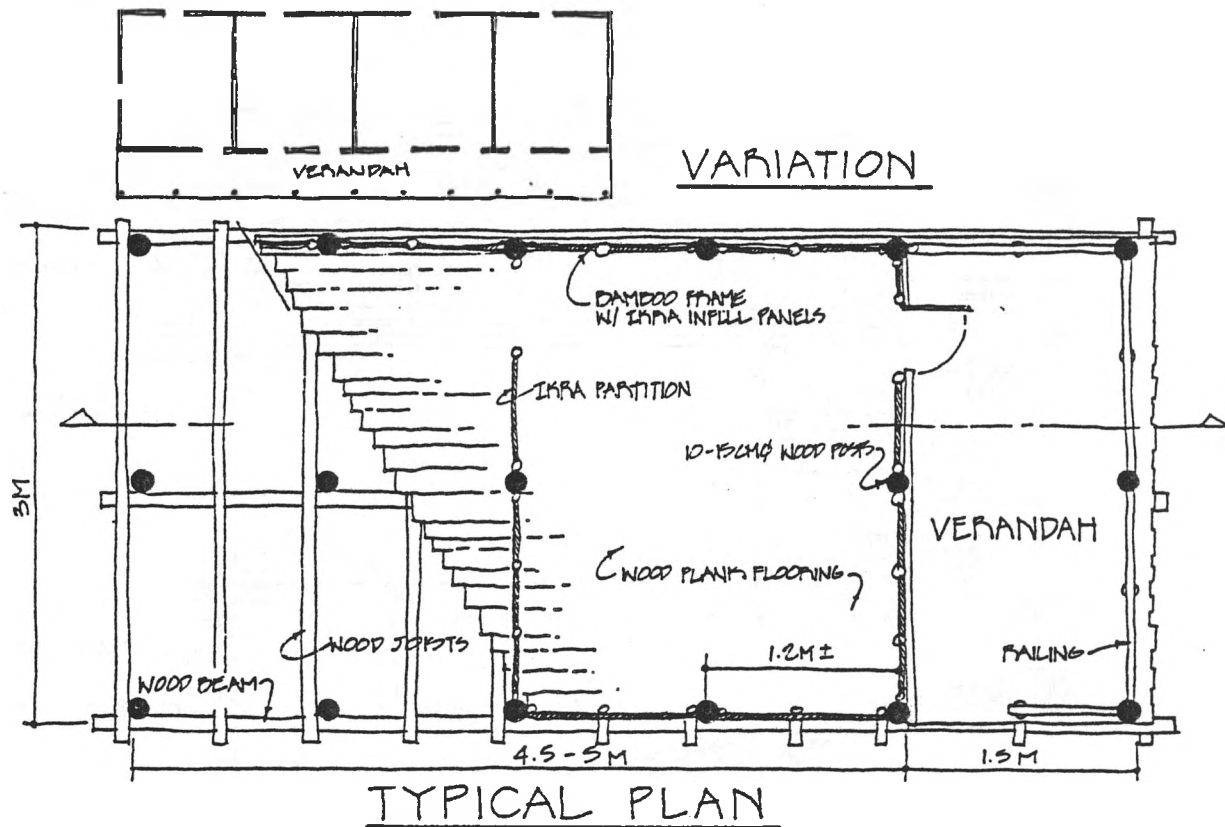 VERANDAH
VARIATION
BAMBOO FRAME
W/ IKRA INFILL PANELS
IKRA PARTITION
10-15CMϕ WOOD POSTS
3M
VERANDAH
WOOD PLANK FLOORING
WOOD JOISTS
1.2M±
RAILING
WOOD BEAM
4.5-5M
1.5M
TYPICAL PLAN